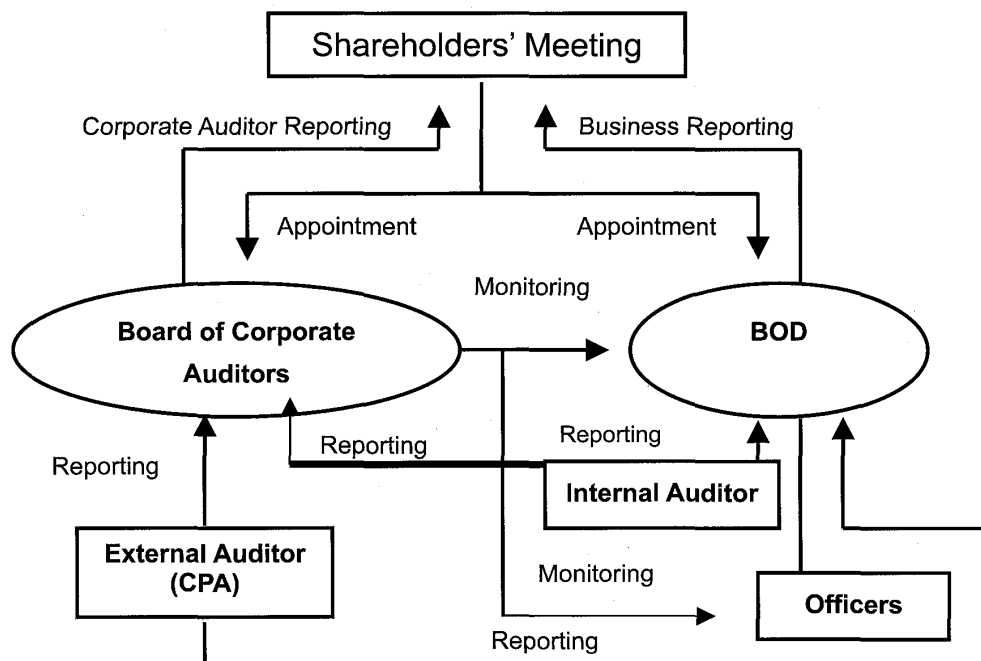 Shareholders' Meeting
Corporate Auditor Reporting
Business Reporting
Appointment
Appointment
Monitoring
Board of Corporate
Auditors
BOD
Reporting
Reporting
Reporting
Internal Auditor
External Auditor
(CPA)
Monitoring
Officers
Reporting